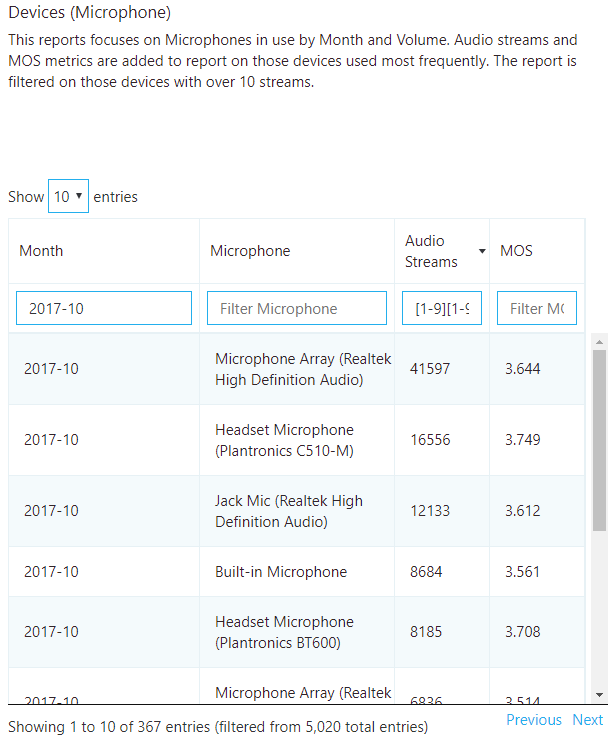 Devices (Microphone)
This reports focuses on Microphones in use by Month and Volume. Audio streams and
MOS metrics are added to report on those devices used most frequently. The report is
filtered on those devices with over 10 streams.
Show 10 entries
Month Microphone Audio Streams MOS
2017-10 Filter Microphone [1-9][1-9 Filter MO
2017-10 Microphone Array (Realtek High Definition Audio) 41597 3.644
2017-10 Headset Microphone (Plantronics C510-M) 16556 3.749
2017-10 Jack Mic (Realtek High Definition Audio) 12133 3.612
2017-10 Built-in Microphone 8684 3.561
2017-10 Headset Microphone (Plantronics BT600) 8185 3.708
2017-10 Microphone Array (Realtek 6836 3.514
Showing 1 to 10 of 367 entries (filtered from 5,020 total entries) Previous Next